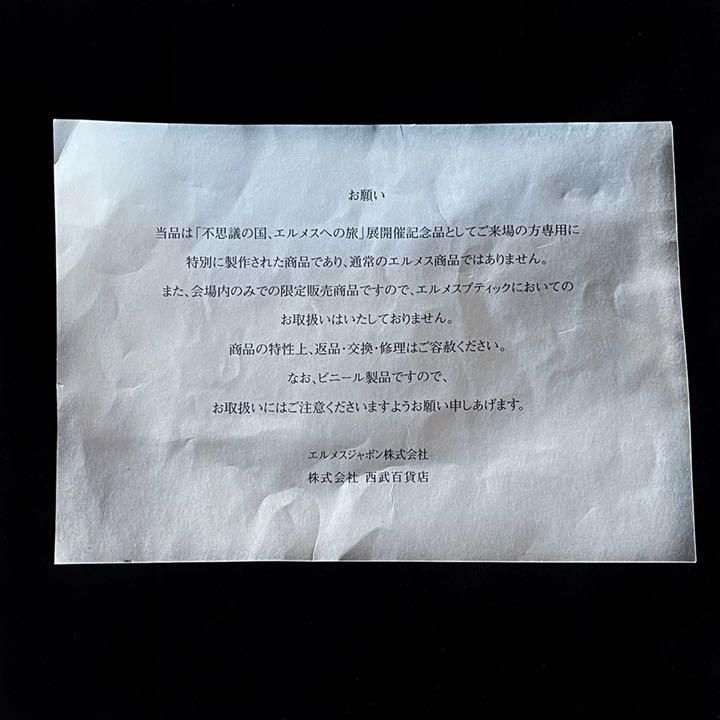 お願い
当品は「不思議の国、エルメスへの旅」展開催記念品としてご来場の方専用に
特別に製作された商品であり、通常のエルメス商品ではありません。
また、会場内のみでの限定販売商品ですので、エルメスブティックにおいての
お取扱いはいたしておりません。
商品の特性上、返品・交換・修理はご容赦ください。
なお、ビニール製品ですので、
お取扱いにはご注意くださいますようお願い申しあげます。
エルメスジャポン株式会社
株式会社 西武百貨店